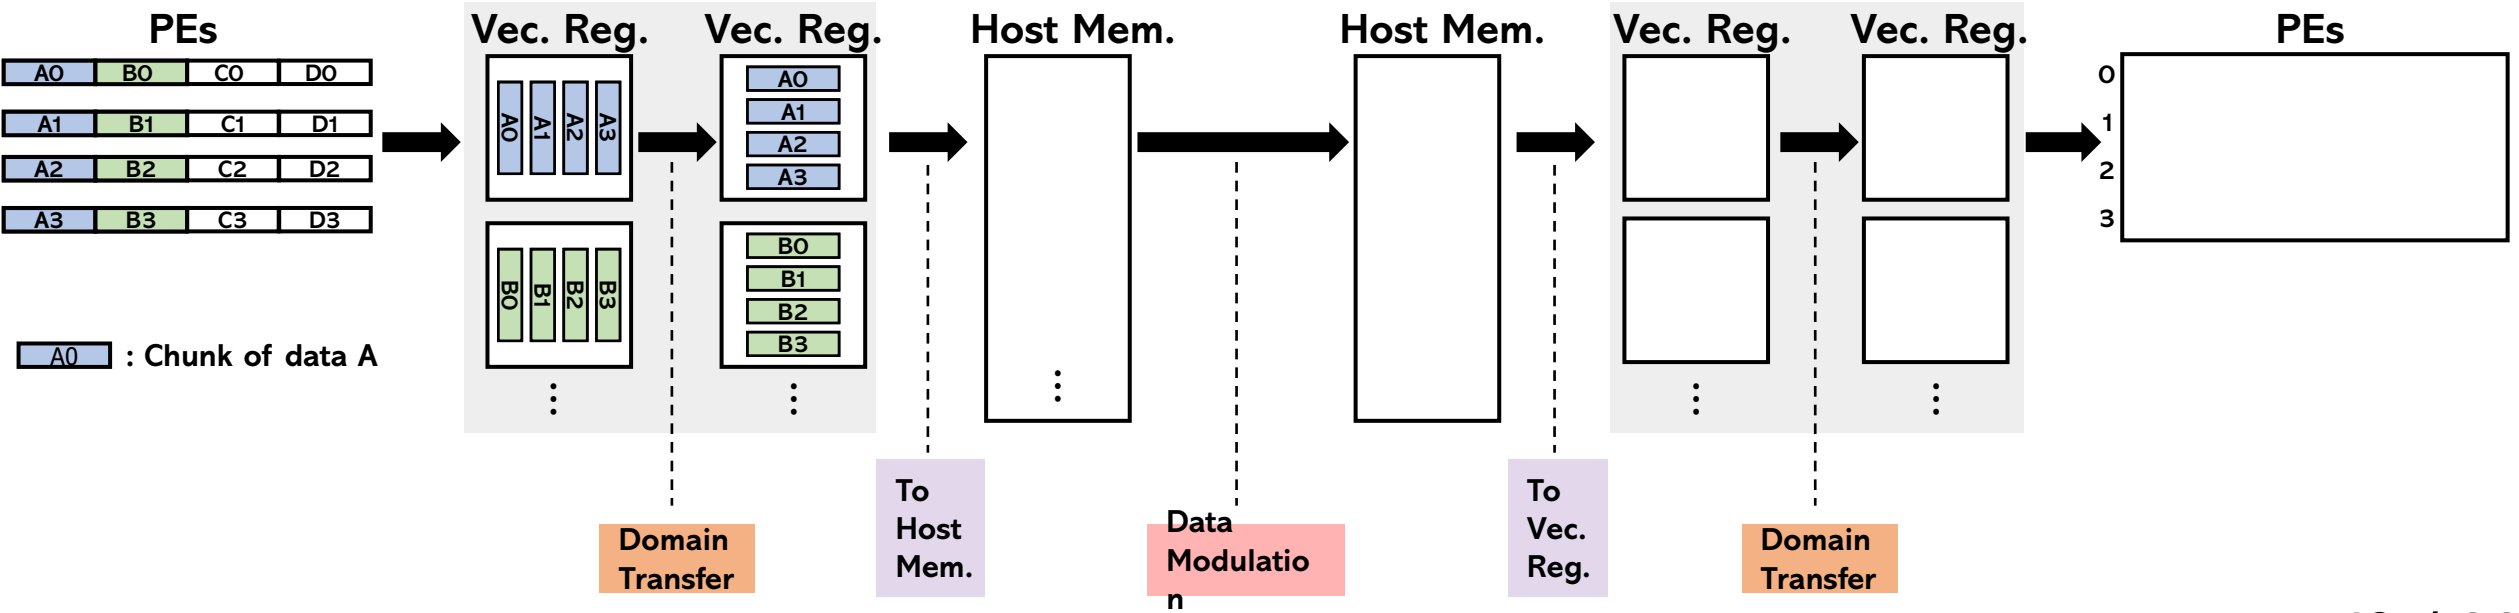 PEs
Vec. Reg.
Vec. Reg.
Host Mem.
Host Mem.
Vec. Reg.
Vec. Reg.
PEs
A0 B0 C0 D0
A1 B1 C1 D1
A2 B2 C2 D2
A3 B3 C3 D3
A0 : Chunk of data A
A0 A1 A2 A3
B0 B1 B2 B3
⋮
A0
A1
A2
A3
B0
B1
B2
B3
⋮
⋮
⋮
⋮
0
1
2
3
Domain
Transfer
To
Host
Mem.
Data
Modulatio
n
To
Vec.
Reg.
Domain
Transfer